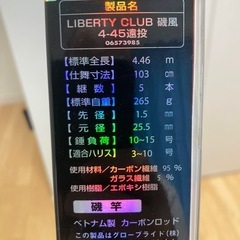 製品名
LIBERTY CLUB 磯風
4-45遠投
06573985
【標準全長】 4.46 m
【仕舞寸法】 103 cm
【継数】 5 本
【標準自重】 265 g
【先径】 1.5 mm
【元径】 25.5 mm
【錘負荷】 10~15 号
【適合ハリス】 3~10 号
使用材料/カーボン繊維 95 %
ガラス繊維 5 %
使用樹脂/エポキシ樹脂
磯竿
ベトナム製 カーボンロッド
この製品はグローブライド(株)